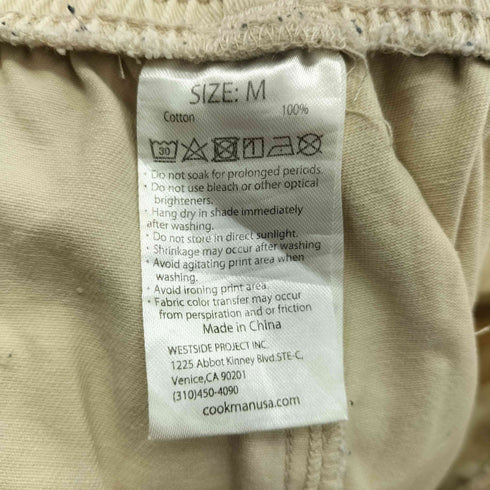 SIZE: M
Cotton 100%
30
· Do not soak for prolonged periods.
· Do not use bleach or other optical
brighteners.
· Hang dry in shade immediately
after washing.
· Do not store in direct sunlight.
· Shrinkage may occur after washing
· Avoid agitating print area when
washing.
· Avoid ironing print area.
· Fabric color transfer may occur
from perspiration and or friction
Made in China
WESTSIDE PROJECT INC.
1225 Abbot Kinney Blvd.STE-C,
Venice,CA 90201
(310)450-4090
cookmanusa.com